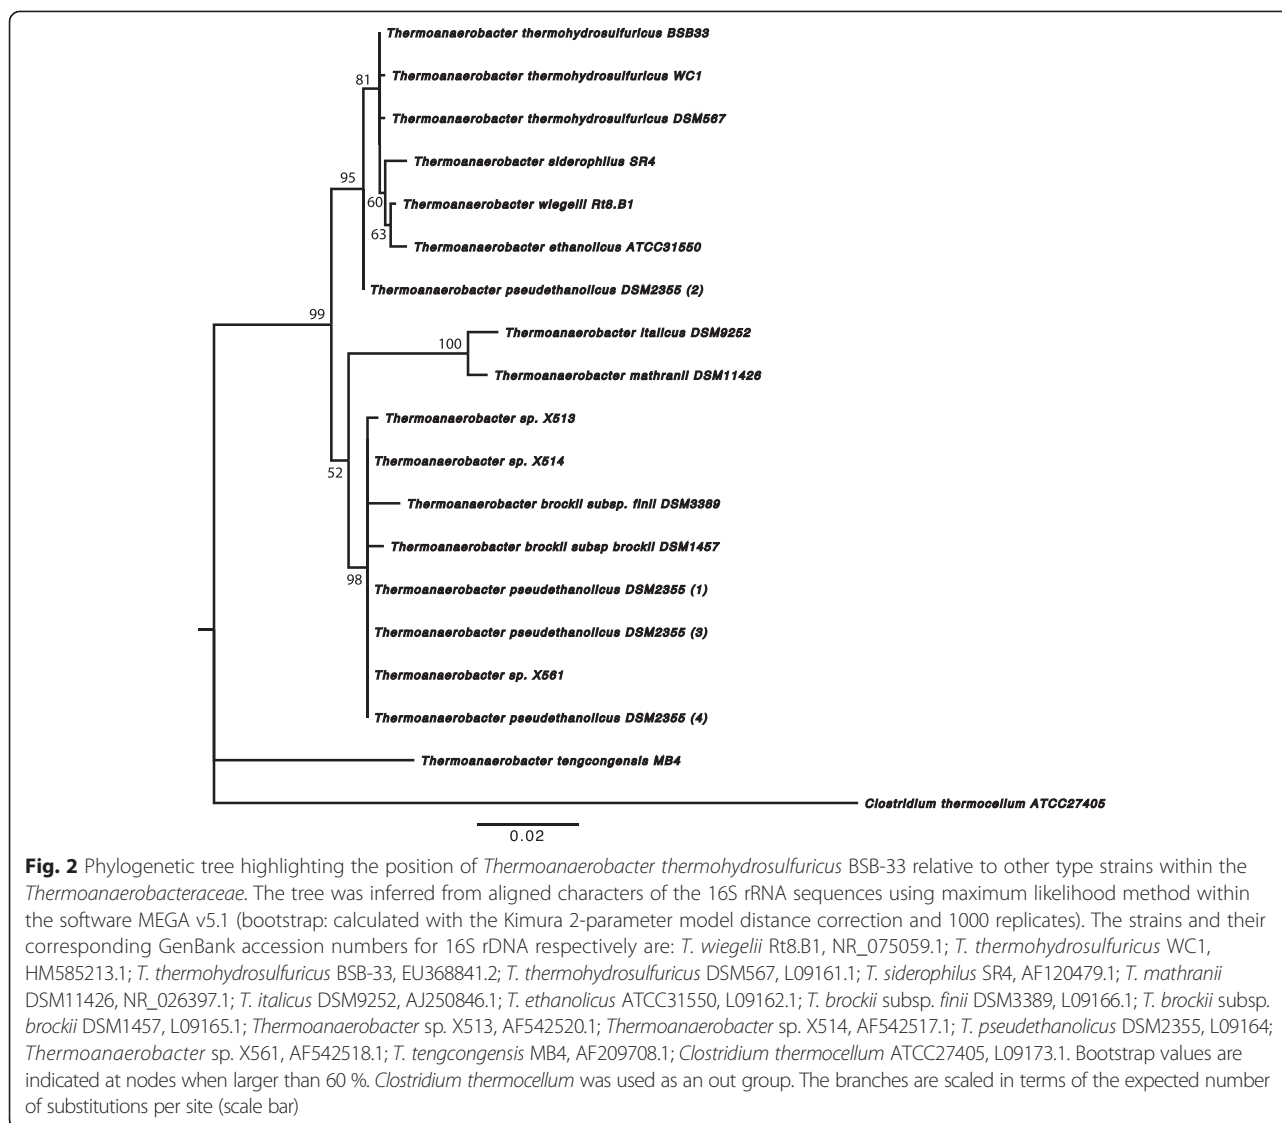 Thermoanaerobacter thermohydrosulfuricus BSB33
81
Thermoanaerobacter thermohydrosulfuricus WC1
Thermoanaerobacter thermohydrosulfuricus DSM567
Thermoanaerobacter siderophilus SR4
95
60
Thermoanaerobacter wiegelii Rt8.B1
63
Thermoanaerobacter ethanolicus ATCC31550
Thermoanaerobacter pseudethanolicus DSM2355 (2)
99
Thermoanaerobacter italicus DSM9252
100
Thermoanaerobacter mathranii DSM11426
Thermoanaerobacter sp. X513
Thermoanaerobacter sp. X514
52
Thermoanaerobacter brockii subsp. finii DSM3389
Thermoanaerobacter brockii subsp brockii DSM1457
98
Thermoanaerobacter pseudethanolicus DSM2355 (1)
Thermoanaerobacter pseudethanolicus DSM2355 (3)
Thermoanaerobacter sp. X561
Thermoanaerobacter pseudethanolicus DSM2355 (4)
Thermoanaerobacter tengcongensis MB4
Clostridium thermocellum ATCC27405
0.02
Fig. 2 Phylogenetic tree highlighting the position of Thermoanaerobacter thermohydrosulfuricus BSB-33 relative to other type strains within the
Thermoanaerobacteraceae. The tree was inferred from aligned characters of the 16S rRNA sequences using maximum likelihood method within
the software MEGA v5.1 (bootstrap: calculated with the Kimura 2-parameter model distance correction and 1000 replicates). The strains and their
corresponding GenBank accession numbers for 16S rDNA respectively are: T. wiegelii Rt8.B1, NR_075059.1; T. thermohydrosulfuricus WC1,
HM585213.1; T. thermohydrosulfuricus BSB-33, EU368841.2; T. thermohydrosulfuricus DSM567, L09161.1; T. siderophilus SR4, AF120479.1; T. mathranii
DSM11426, NR_026397.1; T. italicus DSM9252, AJ250846.1; T. ethanolicus ATCC31550, L09162.1; T. brockii subsp. finii DSM3389, L09166.1; T. brockii subsp.
brockii DSM1457, L09165.1; Thermoanaerobacter sp. X513, AF542520.1; Thermoanaerobacter sp. X514, AF542517.1; T. pseudethanolicus DSM2355, L09164;
Thermoanaerobacter sp. X561, AF542518.1; T. tengcongensis MB4, AF209708.1; Clostridium thermocellum ATCC27405, L09173.1. Bootstrap values are
indicated at nodes when larger than 60 %. Clostridium thermocellum was used as an out group. The branches are scaled in terms of the expected number
of substitutions per site (scale bar)